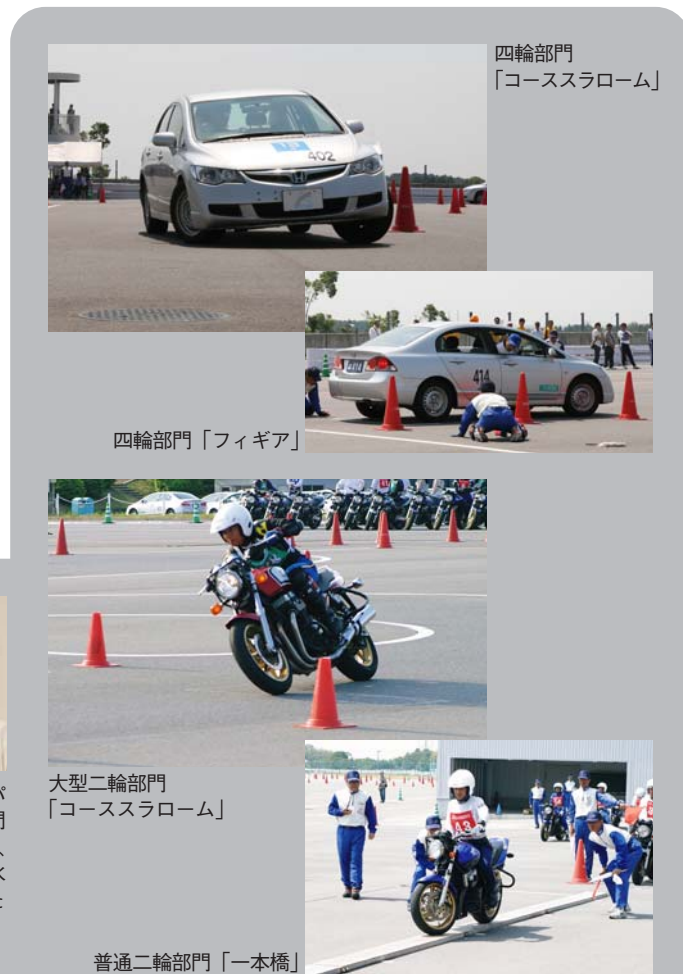 四輪部門
「コーススラローム」
402
414
四輪部門「フィギア」
大型二輪部門
「コーススラローム」
43
普通二輪部門「一本橋」